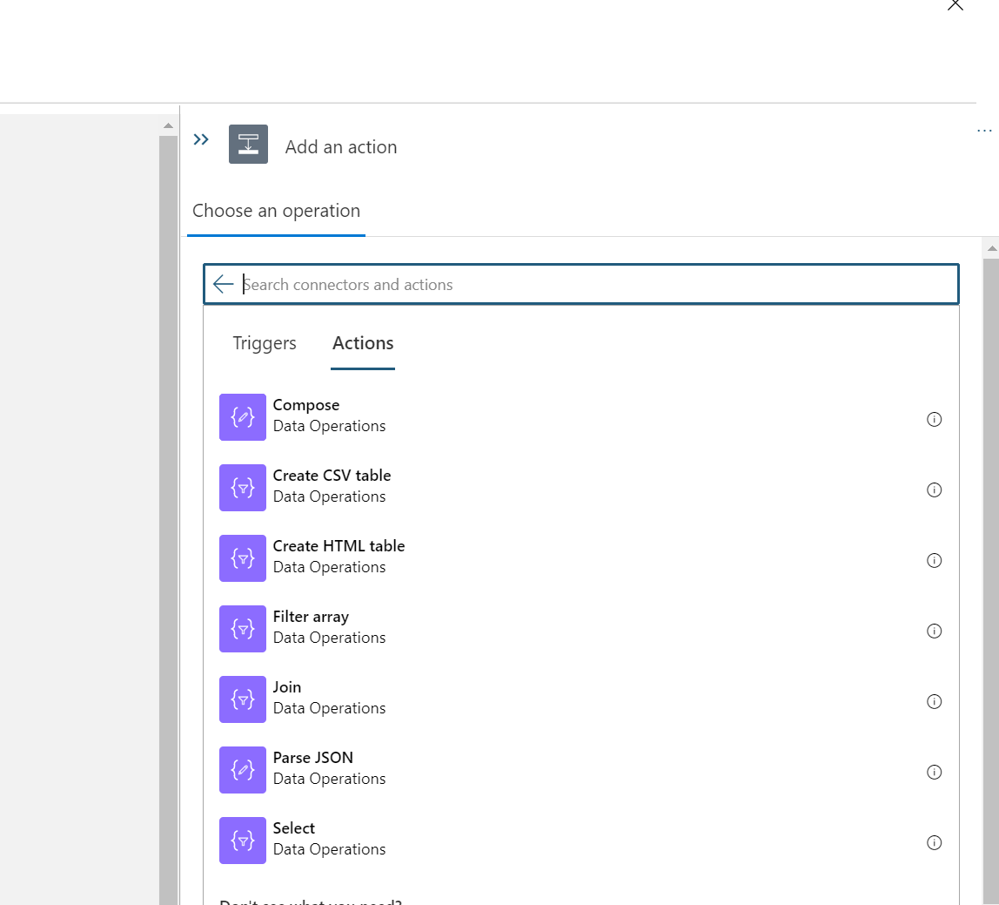 Add an action
...
Choose an operation
Search connectors and actions
Triggers Actions
Compose
Data Operations
Create CSV table
Data Operations
Create HTML table
Data Operations
Filter array
Data Operations
Join
Data Operations
Parse JSON
Data Operations
Select
Data Operations
Don't see what you need?